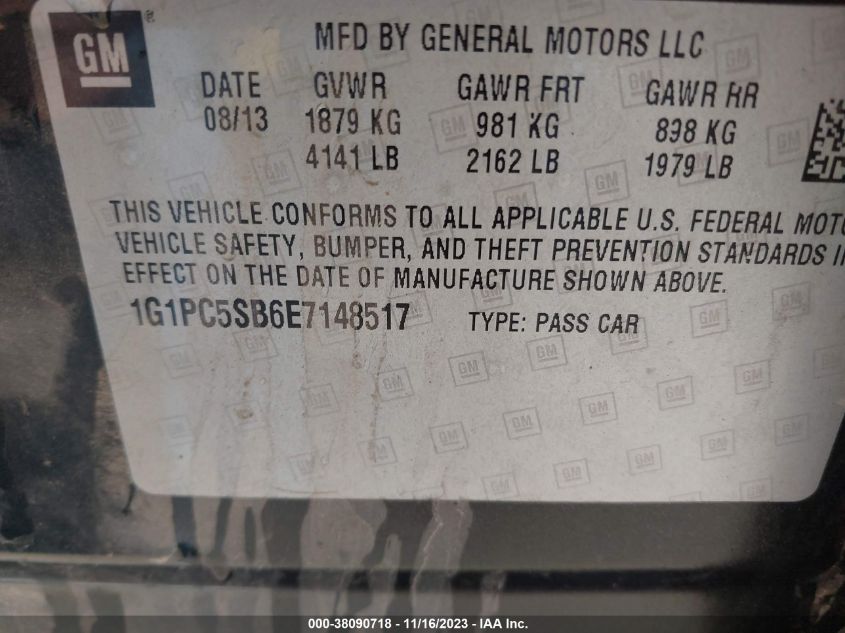 GM
MFD BY GENERAL MOTORS LLC
DATE GVWR GAWR FRT GAWR RR
08/13 1879 KG 981 KG 898 KG
4141 LB 2162 LB 1979 LB
THIS VEHICLE CONFORMS TO ALL APPLICABLE U.S. FEDERAL MOTO
VEHICLE SAFETY, BUMPER, AND THEFT PREVENTION STANDARDS I
EFFECT ON THE DATE OF MANUFACTURE SHOWN ABOVE.
1G1PC5SB6E7148517 TYPE: PASS CAR
000-38090718 - 11/16/2023 - IAA Inc.